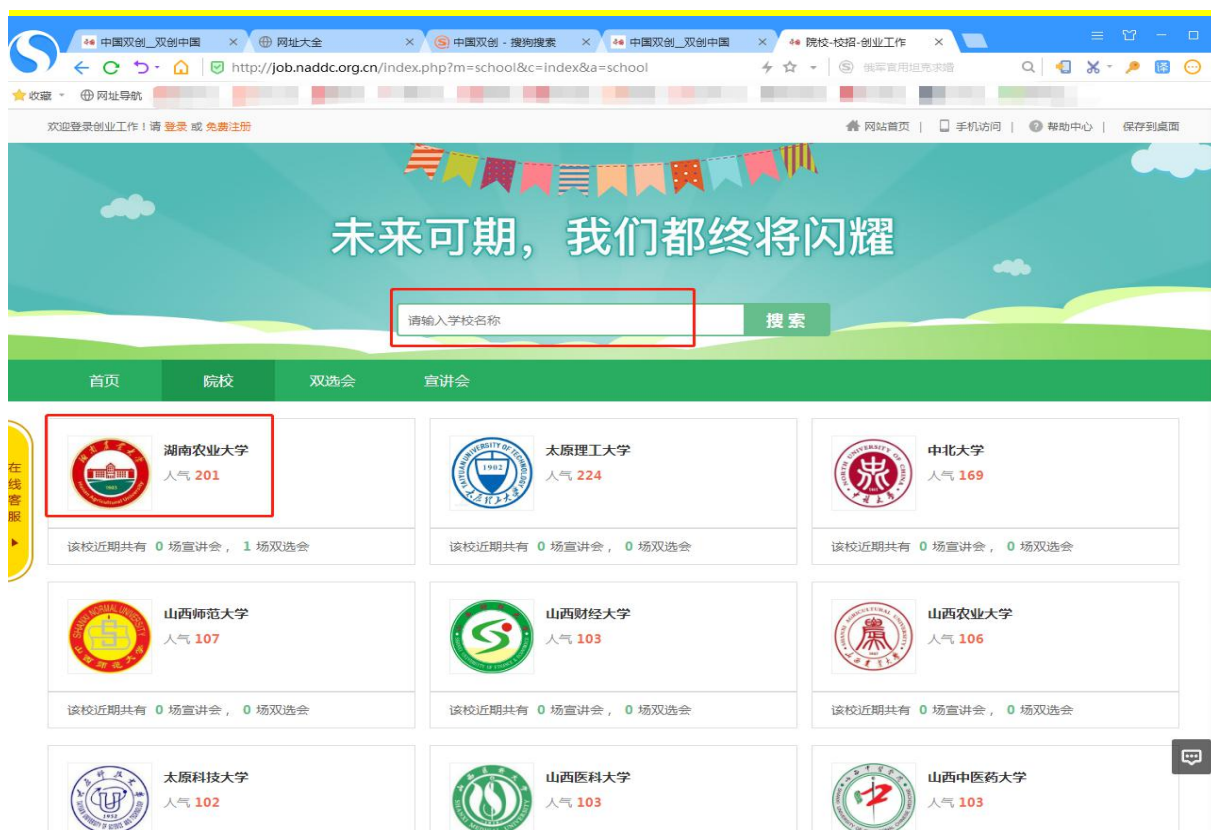 中国双创__双创中国
网址大全
中国双创 - 搜狗搜索
中国双创__双创中国
院校-校招-创业工作
http://job.naddc.org.cn/index.php?m=school&c=index&a=school
收藏
网址导航
欢迎登录创业工作！请 登录 或 免费注册
网站首页 | 手机访问 | 帮助中心 | 保存到桌面
未来可期，我们都终将闪耀
请输入学校名称
搜索
首页 院校 双选会 宣讲会
在线客服
湖南农业大学
人气 201
该校近期共有 0 场宣讲会， 1 场双选会
太原理工大学
人气 224
该校近期共有 0 场宣讲会， 0 场双选会
中北大学
人气 169
该校近期共有 0 场宣讲会， 0 场双选会
山西师范大学
人气 107
该校近期共有 0 场宣讲会， 0 场双选会
山西财经大学
人气 103
该校近期共有 0 场宣讲会， 0 场双选会
山西农业大学
人气 106
该校近期共有 0 场宣讲会， 0 场双选会
太原科技大学
人气 102
山西医科大学
人气 103
山西中医药大学
人气 103